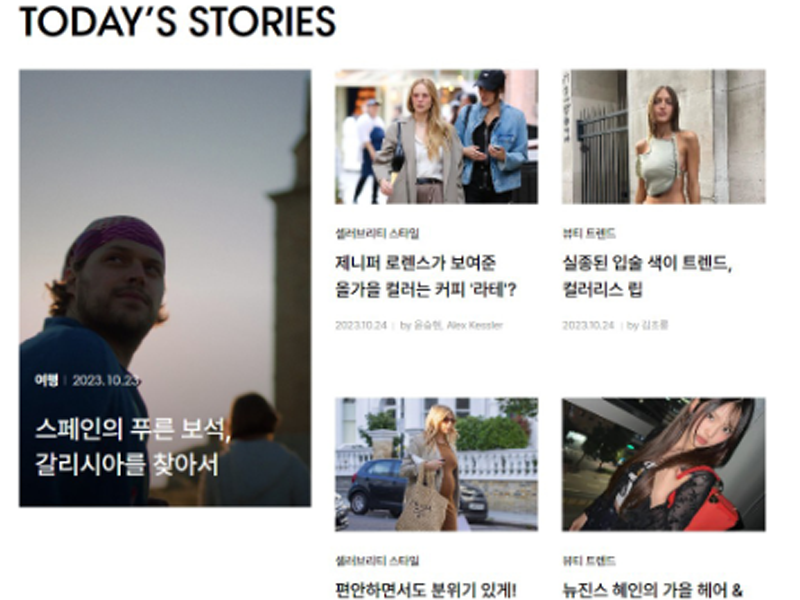 TODAY'S STORIES
여행 | 2023.10.23
스페인의 푸른 보석,
갈리시아를 찾아서
셀러브리티 스타일
제니퍼 로렌스가 보여준
올가을 컬러는 커피 '라테'?
2023.10.24 | by 윤승현, Alex Kessler
뷰티 트렌드
실종된 입술 색이 트렌드,
컬러리스 립
2023.10.24 | by
셀러브리티 스타일
편안하면서도 분위기 있게!
뷰티 트렌드
뉴진스 혜인의 가을 헤어 &